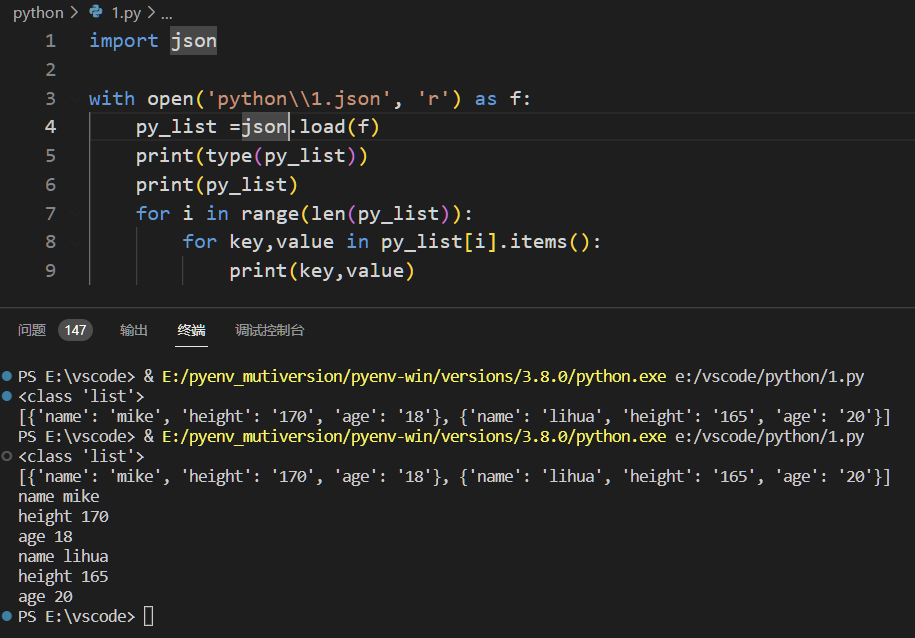 python > 1.py > ...
1 import json
2
3 with open('python\\1.json', 'r') as f:
4     py_list =json.load(f)
5     print(type(py_list))
6     print(py_list)
7     for i in range(len(py_list)):
8         for key,value in py_list[i].items():
9             print(key,value)
问题 147 输出 终端 调试控制台
PS E:\vscode> & E:/pyenv_mutiversion/pyenv-win/versions/3.8.0/python.exe e:/vscode/python/1.py
<class 'list'>
[{'name': 'mike', 'height': '170', 'age': '18'}, {'name': 'lihua', 'height': '165', 'age': '20'}]
PS E:\vscode> & E:/pyenv_mutiversion/pyenv-win/versions/3.8.0/python.exe e:/vscode/python/1.py
<class 'list'>
[{'name': 'mike', 'height': '170', 'age': '18'}, {'name': 'lihua', 'height': '165', 'age': '20'}]
name mike
height 170
age 18
name lihua
height 165
age 20
PS E:\vscode>